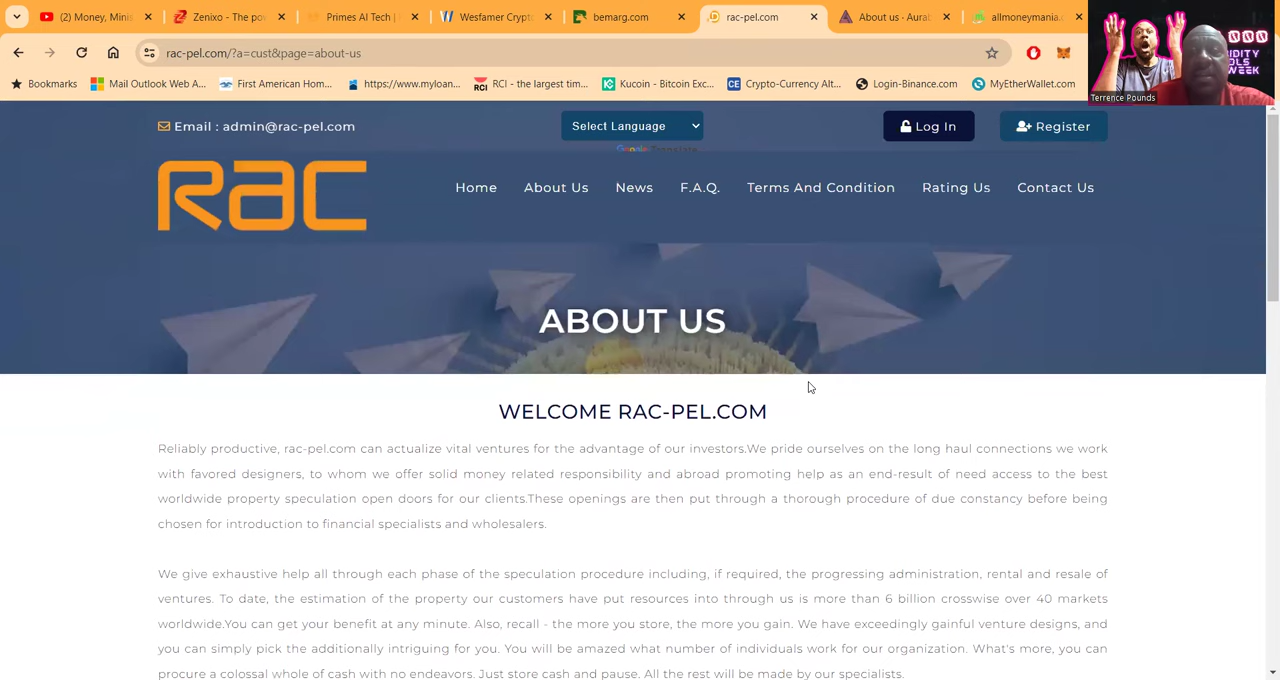 (2) Money, Minis
Zenixo - The pow
Primes AI Tech |
Wesfamer Crypto
bemarg.com
rac-pel.com
About us · Aurab
allmoneymania.c
rac-pel.com/?a=cust&page=about-us
Bookmarks
Mail Outlook Web A...
First American Hom...
https://www.myloan...
RCI - the largest tim...
Kucoin - Bitcoin Exc...
Crypto-Currency Alt...
Login-Binance.com
MyEtherWallet.com
Terrence Pounds
Email : admin@rac-pel.com
Select Language
Google Translate
Log In
Register
RAC
Home
About Us
News
F.A.Q.
Terms And Condition
Rating Us
Contact Us
ABOUT US
WELCOME RAC-PEL.COM
Reliably productive, rac-pel.com can actualize vital ventures for the advantage of our investors.We pride ourselves on the long haul connections we work
with favored designers, to whom we offer solid money related responsibility and abroad promoting help as an end-result of need access to the best
worldwide property speculation open doors for our clients.These openings are then put through a thorough procedure of due constancy before being
chosen for introduction to financial specialists and wholesalers.
We give exhaustive help all through each phase of the speculation procedure including, if required, the progressing administration, rental and resale of
ventures. To date, the estimation of the property our customers have put resources into through us is more than 6 billion crosswise over 40 markets
worldwide.You can get your benefit at any minute. Also, recall - the more you store, the more you gain. We have exceedingly gainful venture designs, and
you can simply pick the additionally intriguing for you. You will be amazed what number of individuals work for our organization. What's more, you can
procure a colossal whole of cash with no endeavors. Just store cash and pause. All the rest will be made by our specialists.